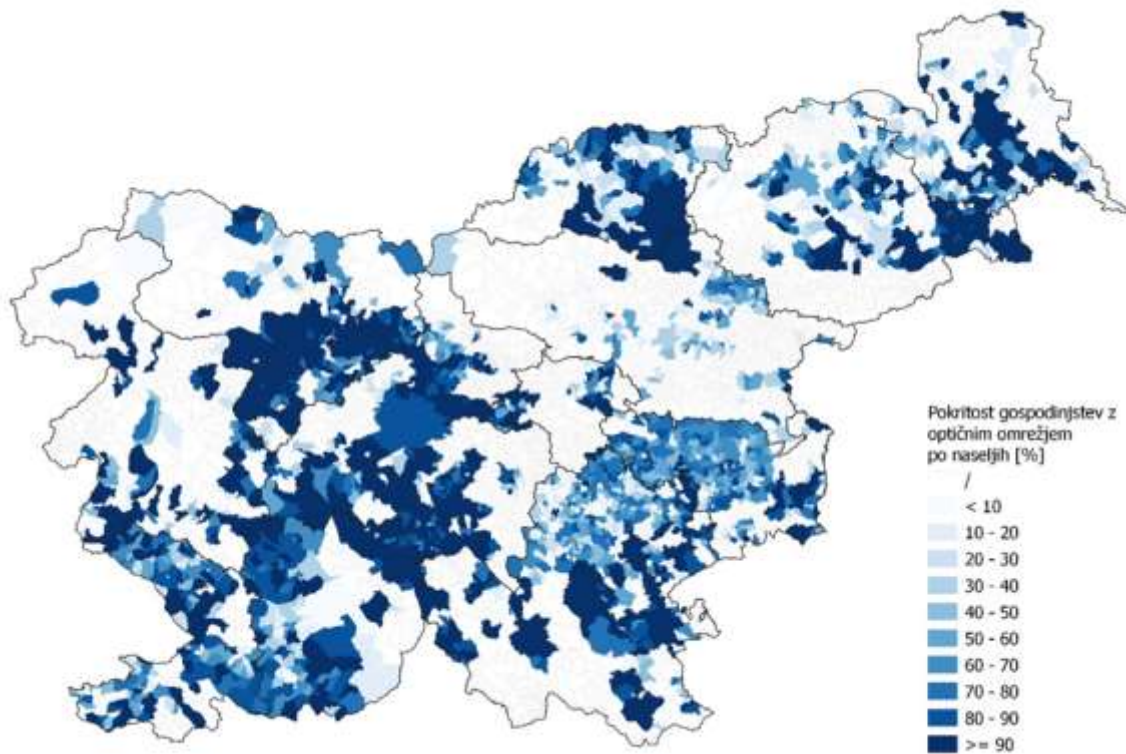 Pokritost gospodinjstev z
optičnim omrežjem
po naseljih [%]
/
< 10
10 - 20
20 - 30
30 - 40
40 - 50
50 - 60
60 - 70
70 - 80
80 - 90
>= 90